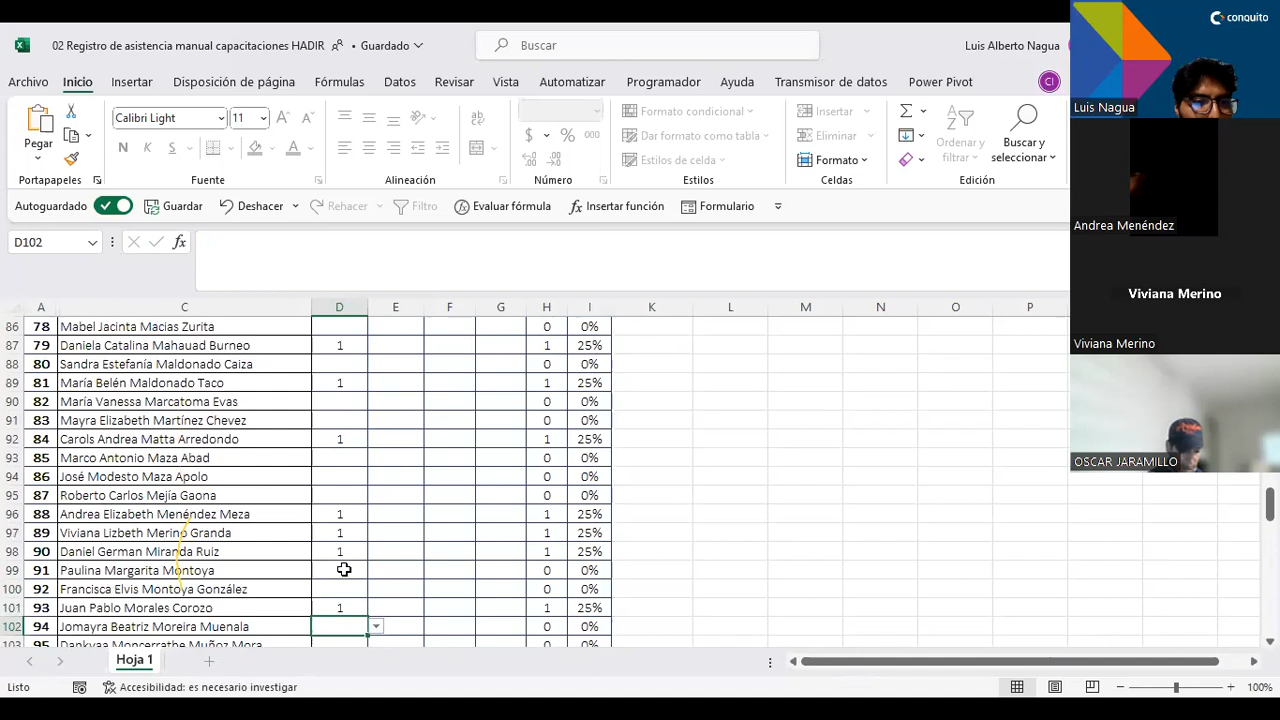 02 Registro de asistencia manual capacitaciones HADIR • Guardado
Buscar
Luis Alberto Nagua
Archivo Inicio Insertar Disposición de página Fórmulas Datos Revisar Vista Automatizar Programador Ayuda Transmisor de datos Power Pivot CI
Pegar
Calibri Light 11
N K S
$ % 000
Formato condicional
Dar formato como tabla
Estilos de celda
Insertar
Eliminar
Formato
Ordenar y filtrar
Buscar y seleccionar
Portapapeles Fuente Alineación Número Estilos Celdas Edición
Autoguardado Guardar Deshacer Rehacer Filtro Evaluar fórmula Insertar función Formulario
D102 fx
A C D E F G H I K L M N O P
86 78 Mabel Jacinta Macias Zurita 0 0%
87 79 Daniela Catalina Mahauad Burneo 1 1 25%
88 80 Sandra Estefanía Maldonado Caiza 0 0%
89 81 María Belén Maldonado Taco 1 1 25%
90 82 María Vanessa Marcatoma Evas 0 0%
91 83 Mayra Elizabeth Martínez Chevez 0 0%
92 84 Carols Andrea Matta Arredondo 1 1 25%
93 85 Marco Antonio Maza Abad 0 0%
94 86 José Modesto Maza Apolo 0 0%
95 87 Roberto Carlos Mejía Gaona 0 0%
96 88 Andrea Elizabeth Menéndez Meza 1 1 25%
97 89 Viviana Lizbeth Merino Granda 1 1 25%
98 90 Daniel German Miranda Ruiz 1 1 25%
99 91 Paulina Margarita Montoya 0 0%
100 92 Francisca Elvis Montoya González 0 0%
101 93 Juan Pablo Morales Corozo 1 1 25%
102 94 Jomayra Beatriz Moreira Muenala 0 0%
103 95 Muñoz Mora
Hoja 1
Listo Accesibilidad: es necesario investigar 100%
conquito
Luis Nagua
Andrea Menéndez
Viviana Merino
Viviana Merino
OSCAR JARAMILLO